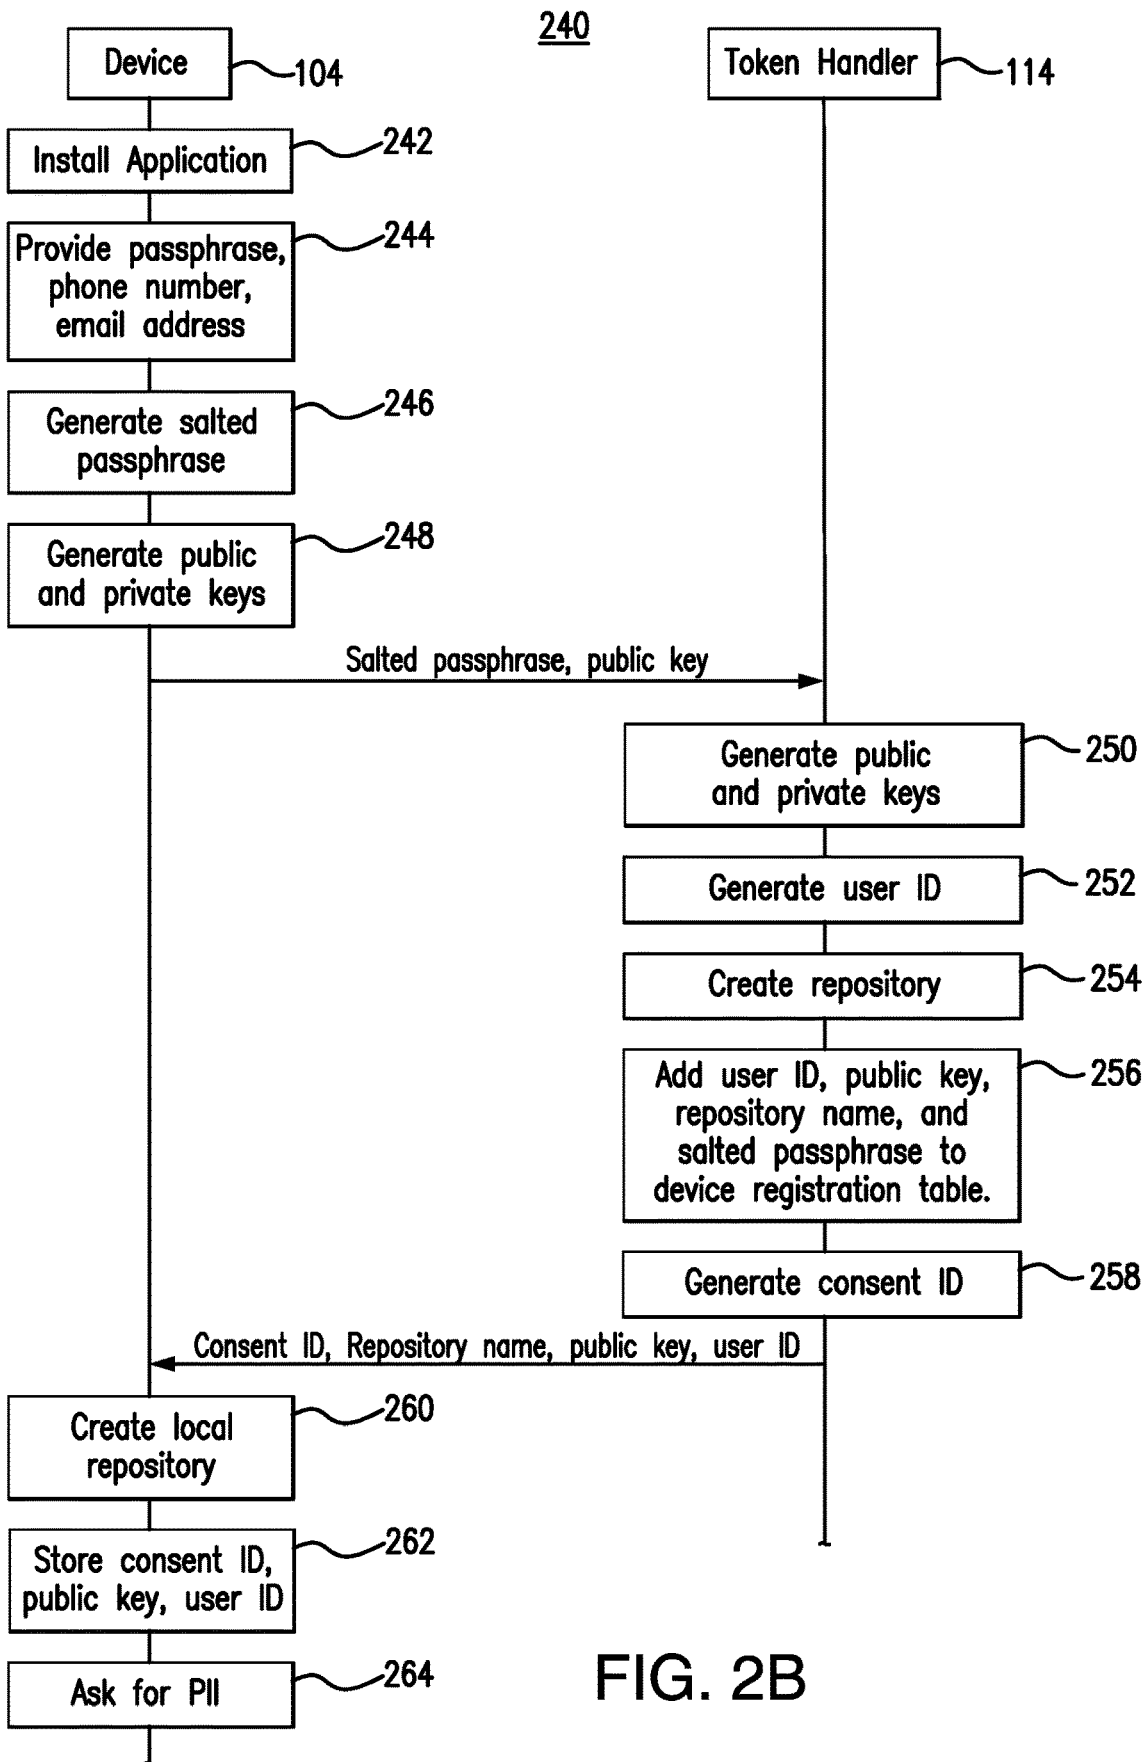 240
Device
104
Token Handler
114
Install Application
242
Provide passphrase,
phone number,
email address
244
Generate salted
passphrase
246
Generate public
and private keys
248
Salted passphrase, public key
Generate public
and private keys
250
Generate user ID
252
Create repository
254
Add user ID, public key,
repository name, and
salted passphrase to
device registration table.
256
Generate consent ID
258
Consent ID, Repository name, public key, user ID
Create local
repository
260
Store consent ID,
public key, user ID
262
Ask for PII
264
FIG. 2B